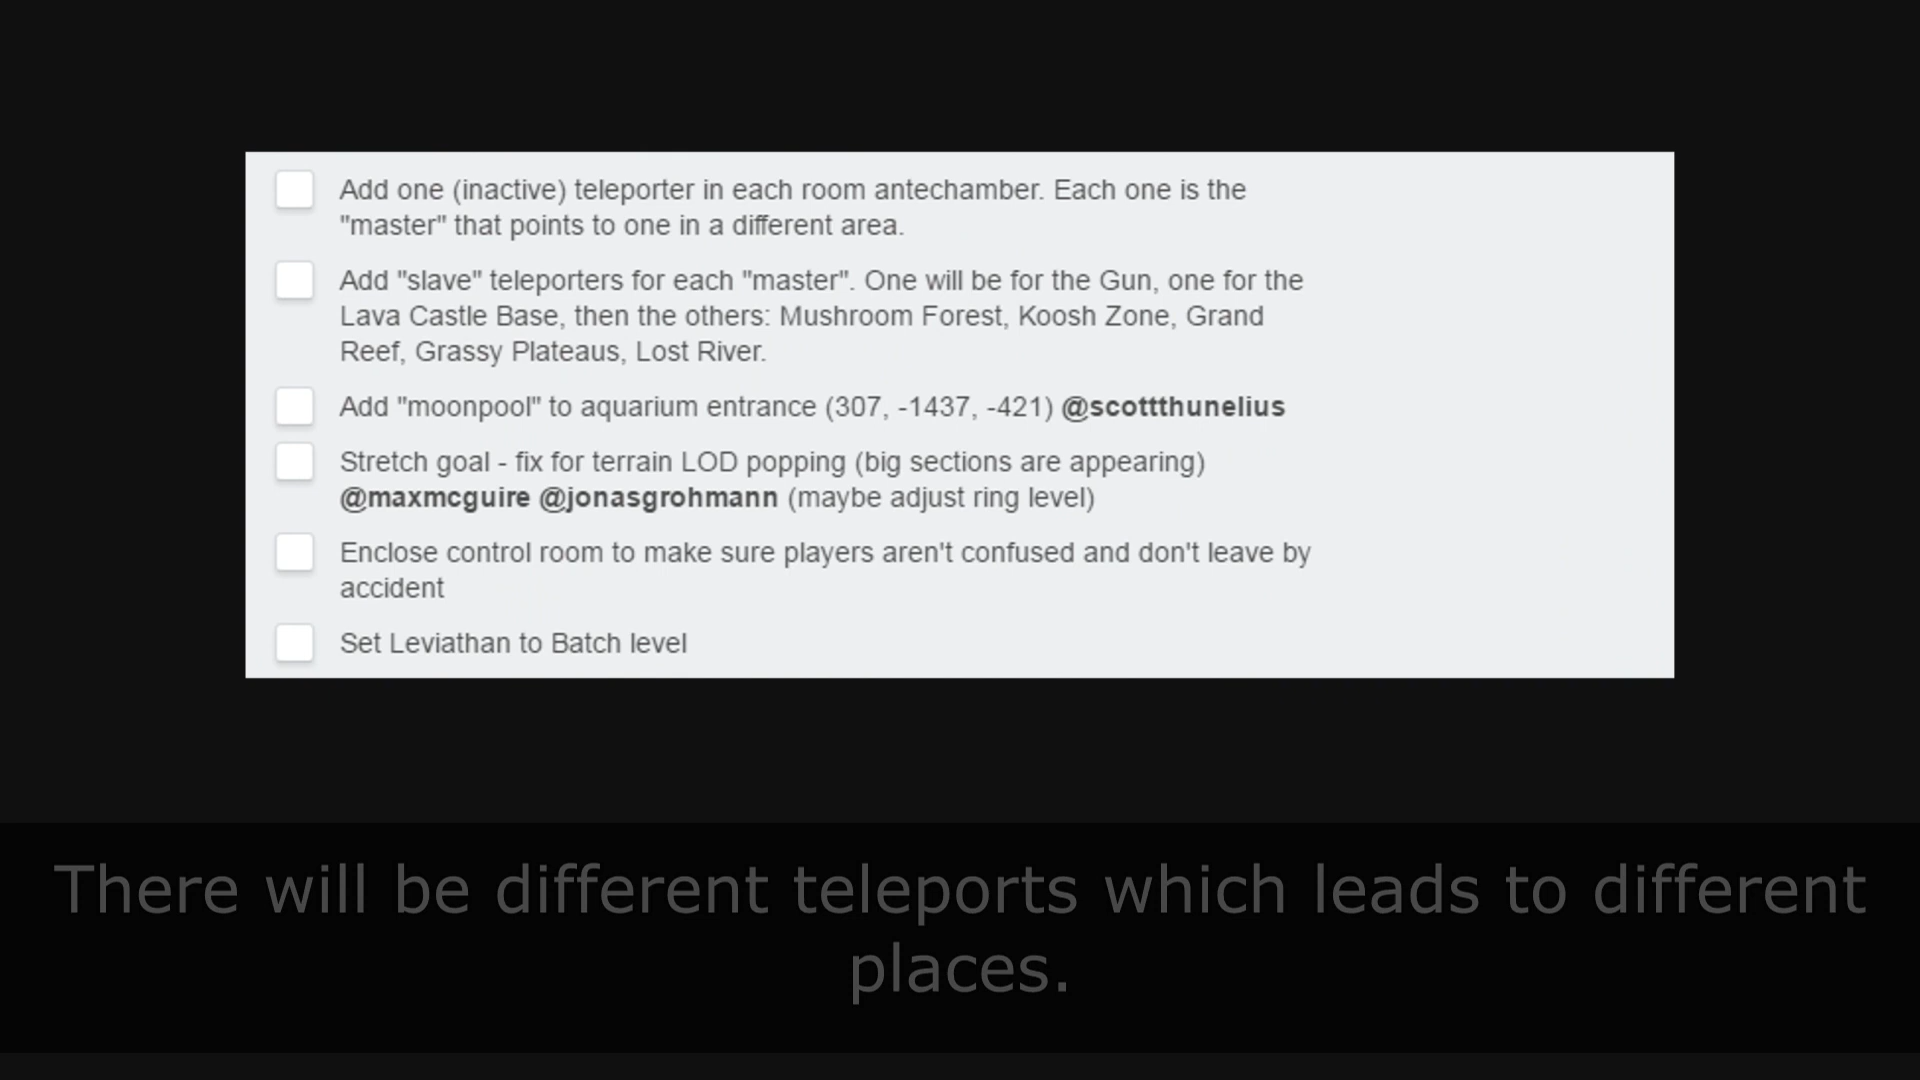 Add one (inactive) teleporter in each room antechamber. Each one is the
"master" that points to one in a different area.
Add "slave" teleporters for each "master". One will be for the Gun, one for the
Lava Castle Base, then the others: Mushroom Forest, Koosh Zone, Grand
Reef, Grassy Plateaus, Lost River.
Add "moonpool" to aquarium entrance (307, -1437, -421) @scottthunelius
Stretch goal - fix for terrain LOD popping (big sections are appearing)
@maxmcguire @jonasgrohmann (maybe adjust ring level)
Enclose control room to make sure players aren't confused and don't leave by
accident
Set Leviathan to Batch level
There will be different teleports which leads to different
places.